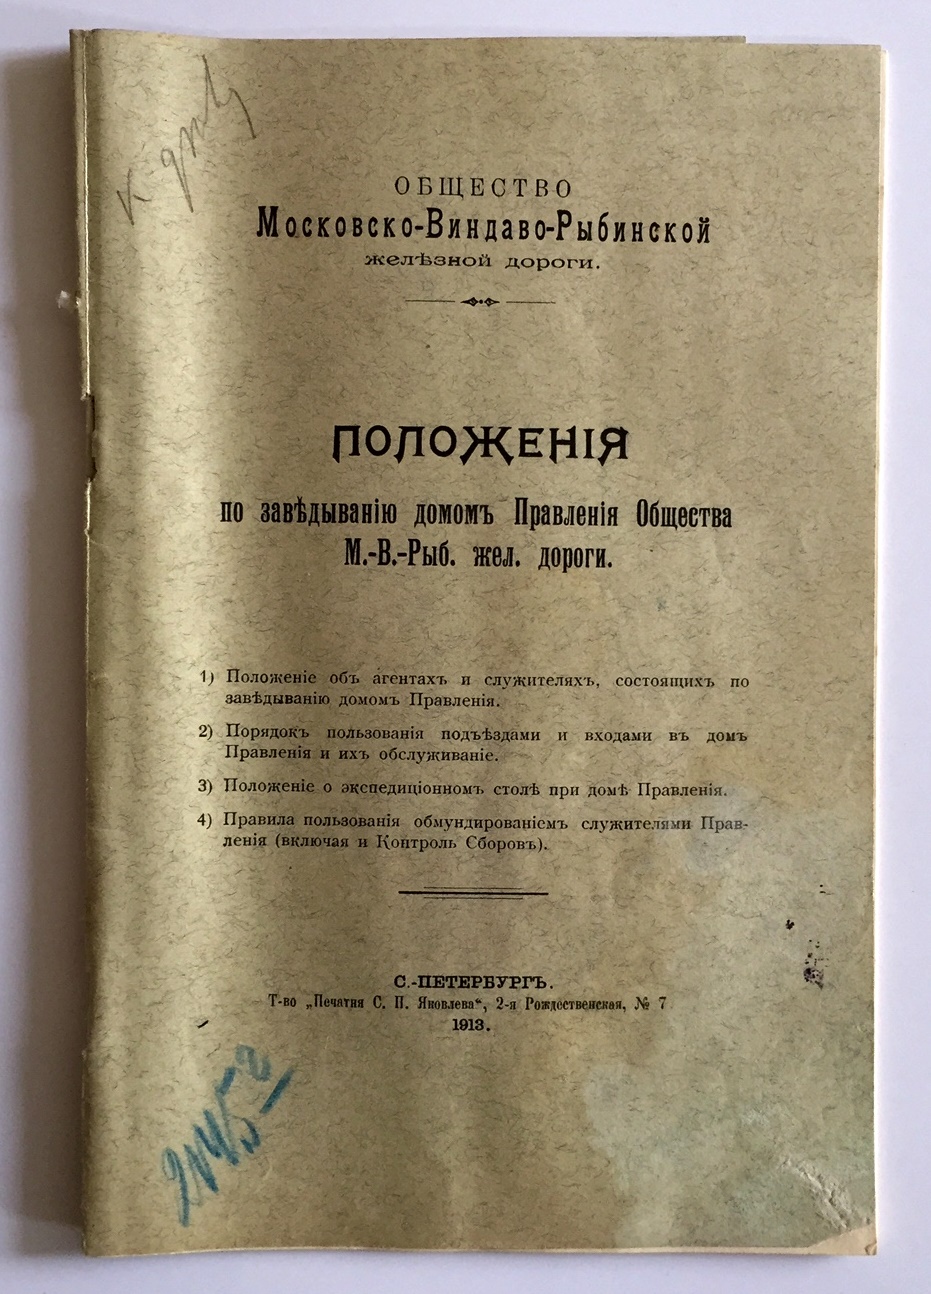 ОБЩЕСТВО
Московско-Виндаво-Рыбинской
желѣзной дороги.
ПОЛОЖЕНІЯ
по завѣдыванію домомъ Правленія Общества
М.-В.-Рыб. жел. дороги.
1) Положеніе объ агентахъ и служителяхъ, состоящихъ по
завѣдыванію домомъ Правленія.
2) Порядокъ пользованія подъѣздами и входами въ домъ
Правленія и ихъ обслуживаніе.
3) Положеніе о экспедиціонномъ столѣ при домѣ Правленія.
4) Правила пользованія обмундированіемъ служителями Прав-
ленія (включая и Контроль Сборовъ).
С.-ПЕТЕРБУРГЪ.
Т-во „Печатня С. П. Яковлева“, 2-я Рождественская, № 7
1913.